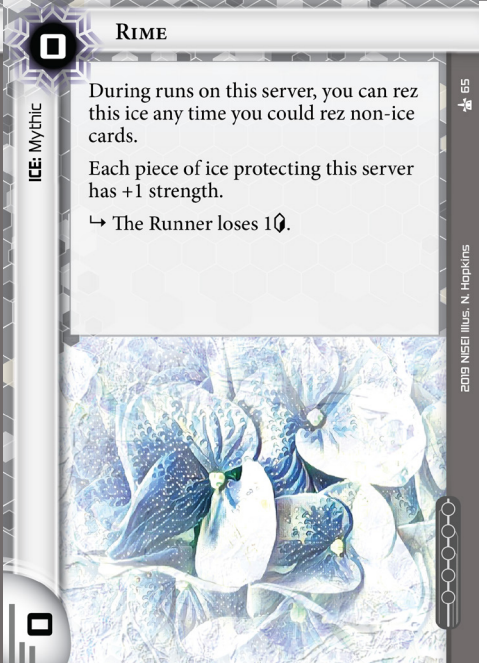 0
RIME
ICE: Mythic
During runs on this server, you can rez
this ice any time you could rez non-ice
cards.
Each piece of ice protecting this server
has +1 strength.
↳ The Runner loses 1.
65
2019 NISEI Illus. N. Hopkins
0